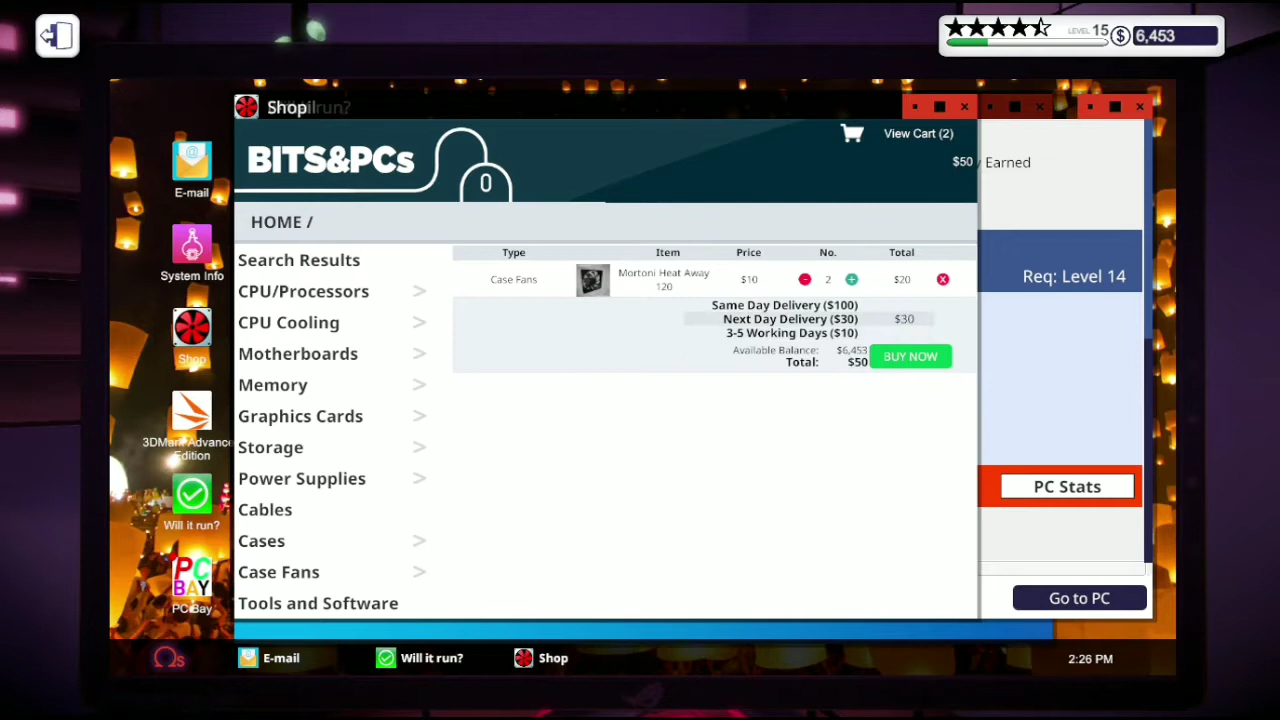 LEVEL 15 $ 6,453
Shop
View Cart (2)
BITS&PCs
$50 / Earned
HOME /
E-mail
System Info
Shop
3DMark Advanced
Edition
Will it run?
PC BAY
PC Bay
Search Results
CPU/Processors >
CPU Cooling >
Motherboards >
Memory >
Graphics Cards >
Storage >
Power Supplies >
Cables
Cases >
Case Fans >
Tools and Software
Type Item Price No. Total
Case Fans Mortoni Heat Away 120 $10 - 2 + $20 x
Same Day Delivery ($100)
Next Day Delivery ($30) $30
3-5 Working Days ($10)
Available Balance: $6,453
Total: $50
BUY NOW
Req: Level 14
PC Stats
Go to PC
E-mail Will it run? Shop 2:26 PM